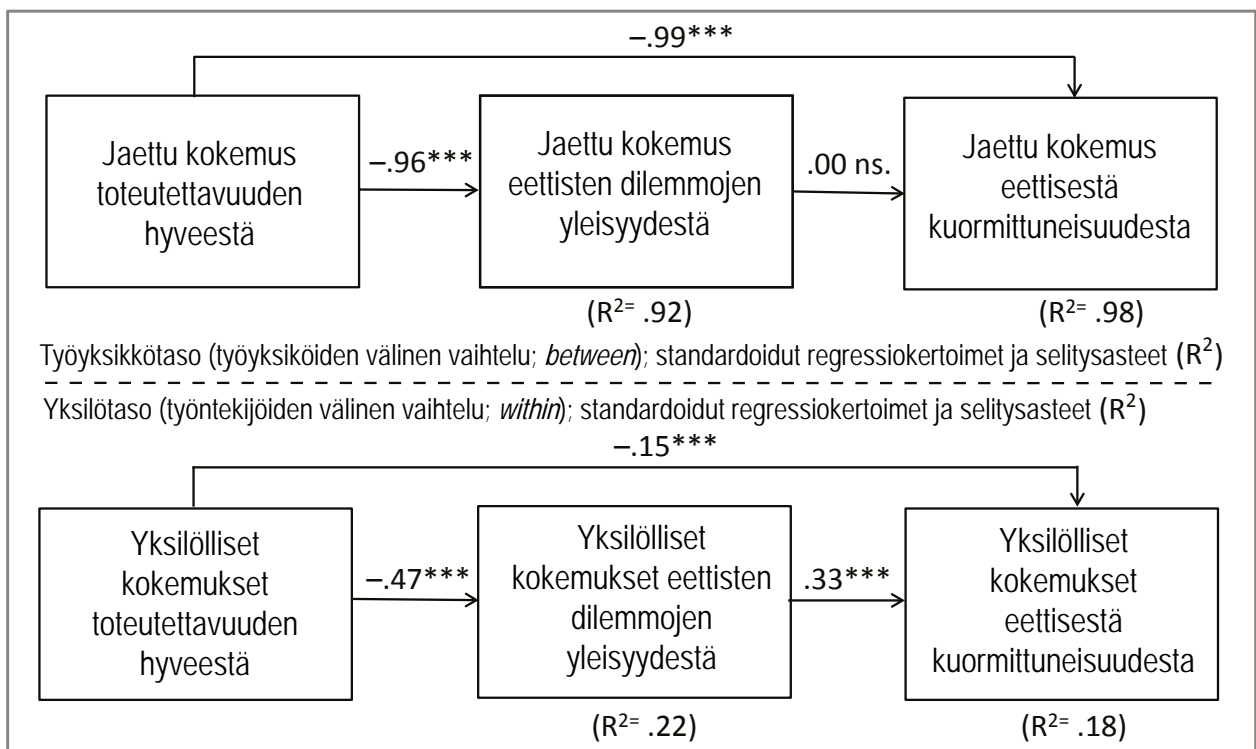 –.99***
Jaettu kokemus
toteutettavuuden
hyveestä
–.96***
Jaettu kokemus
eettisten dilemmojen
yleisyydestä
.00 ns.
Jaettu kokemus
eettisestä
kuormittuneisuudesta
(R²= .92)
(R²= .98)
Työyksikkötaso (työyksiköiden välinen vaihtelu; between); standardoidut regressiokertoimet ja selitysasteet (R²)
Yksilötaso (työntekijöiden välinen vaihtelu; within); standardoidut regressiokertoimet ja selitysasteet (R²)
–.15***
Yksilölliset
kokemukset
toteutettavuuden
hyveestä
–.47***
Yksilölliset
kokemukset eettisten
dilemmojen
yleisyydestä
.33***
Yksilölliset
kokemukset
eettisestä
kuormittuneisuudesta
(R²= .22)
(R²= .18)